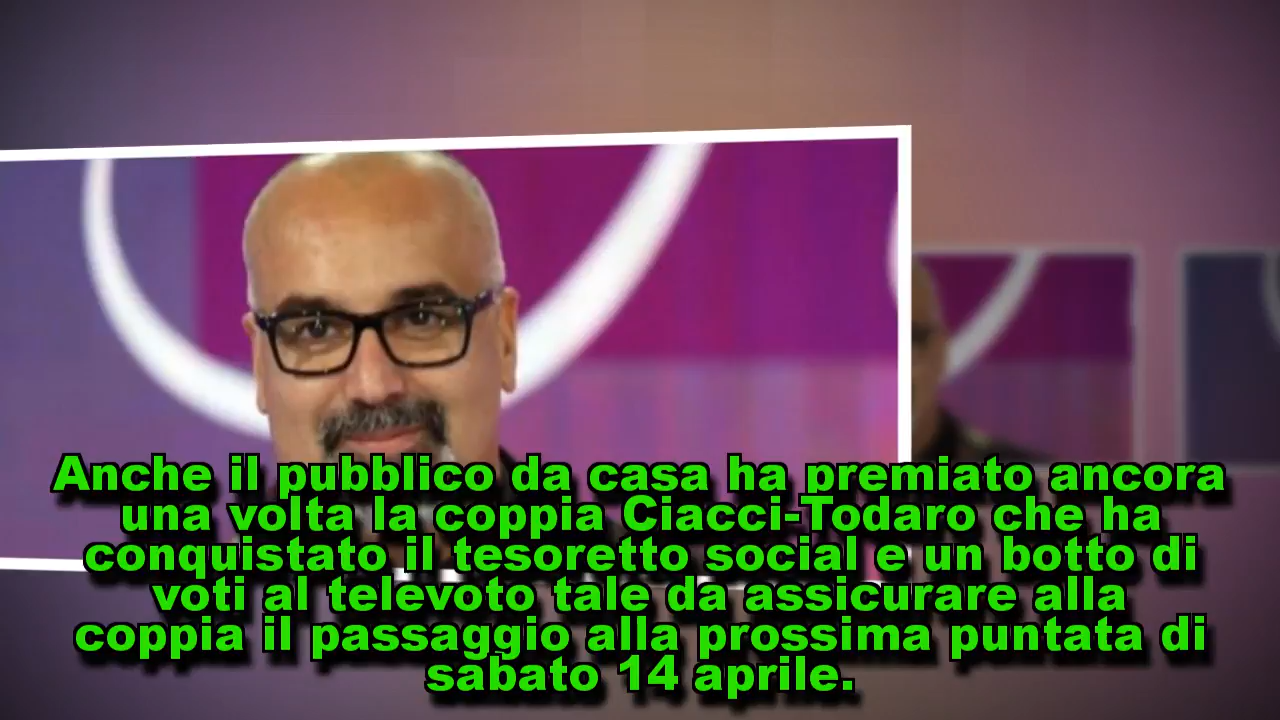 Anche il pubblico da casa ha premiato ancora
una volta la coppia Ciacci-Todaro che ha
conquistato il tesoretto social e un botto di
voti al televoto tale da assicurare alla
coppia il passaggio alla prossima puntata di
sabato 14 aprile.